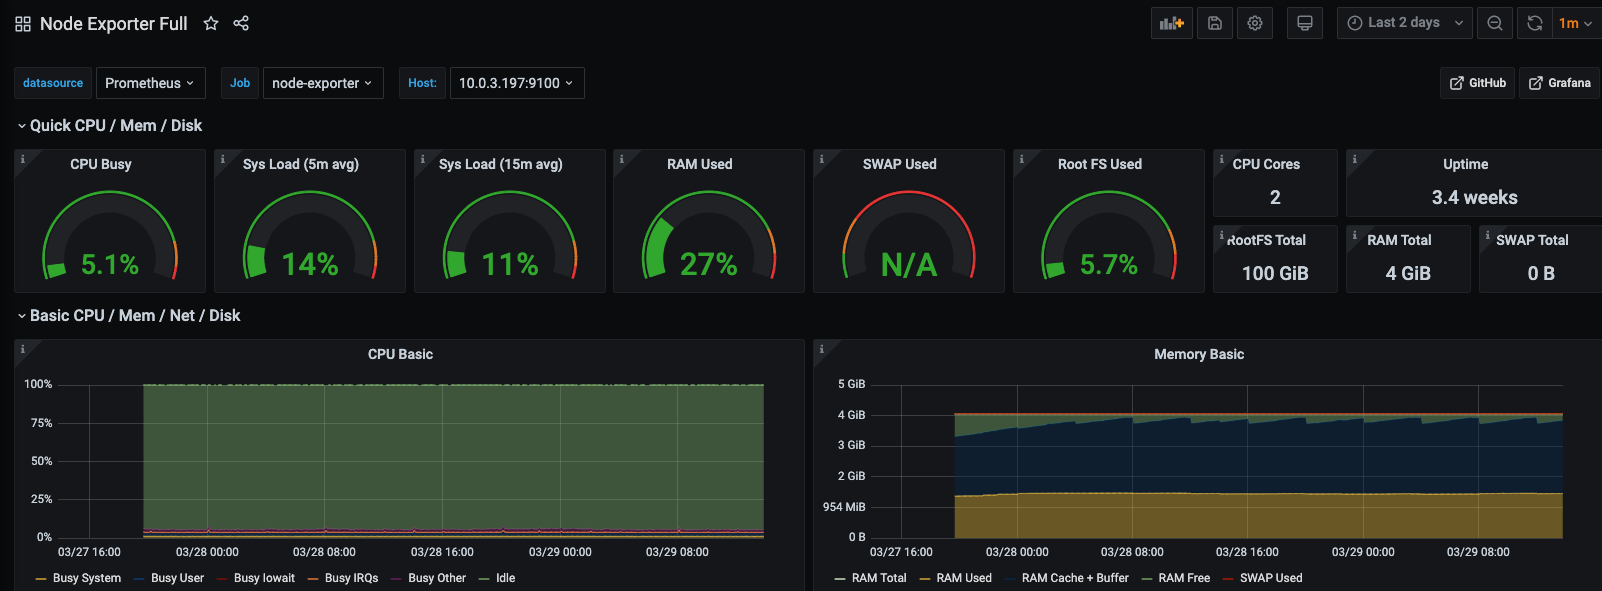 Node Exporter Full
Last 2 days
1m
datasource Prometheus Job node-exporter Host: 10.0.3.197:9100
GitHub Grafana
Quick CPU / Mem / Disk
CPU Busy
5.1%
Sys Load (5m avg)
14%
Sys Load (15m avg)
11%
RAM Used
27%
SWAP Used
N/A
Root FS Used
5.7%
CPU Cores
2
Uptime
3.4 weeks
RootFS Total
100 GiB
RAM Total
4 GiB
SWAP Total
0 B
Basic CPU / Mem / Net / Disk
CPU Basic
100%
75%
50%
25%
0%
03/27 16:00 03/28 00:00 03/28 08:00 03/28 16:00 03/29 00:00 03/29 08:00
Busy System Busy User Busy Iowait Busy IRQs Busy Other Idle
Memory Basic
5 GiB
4 GiB
3 GiB
2 GiB
954 MiB
0 B
03/27 16:00 03/28 00:00 03/28 08:00 03/28 16:00 03/29 00:00 03/29 08:00
RAM Total RAM Used RAM Cache + Buffer RAM Free SWAP Used